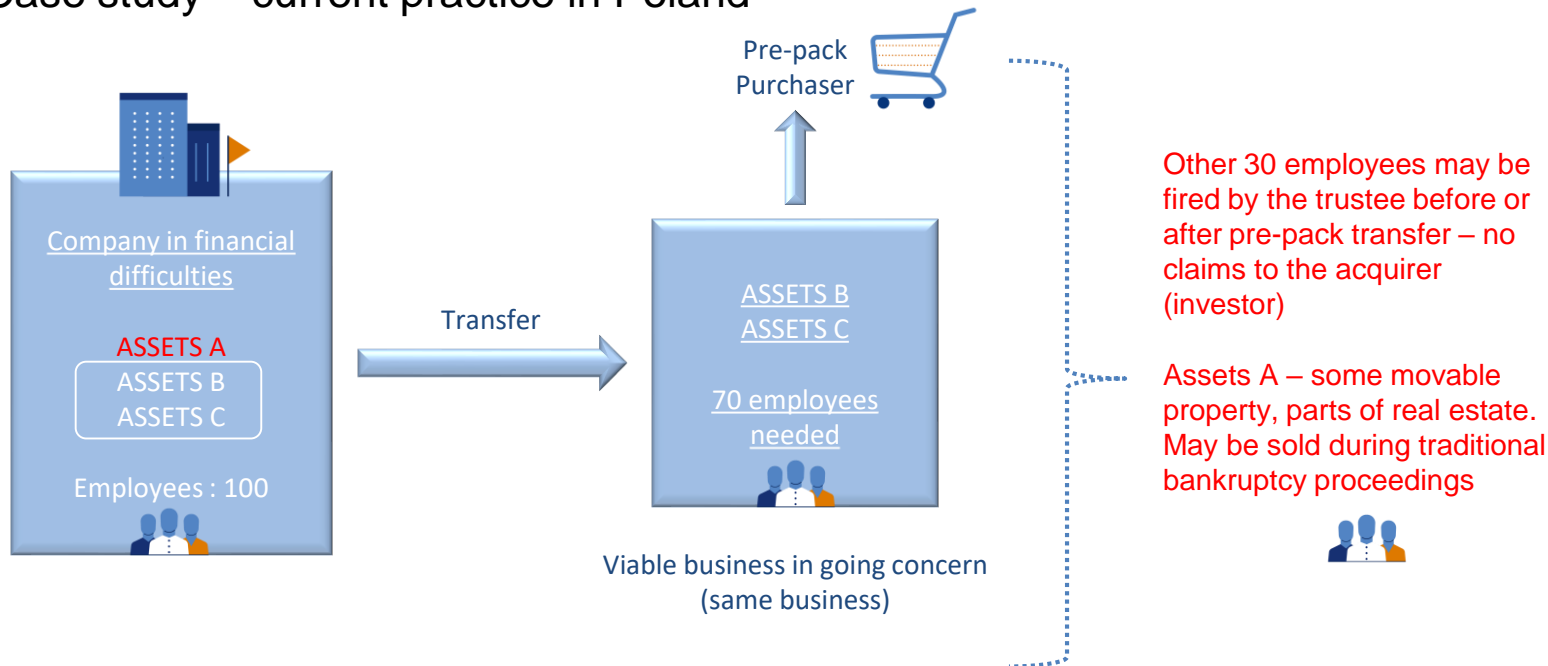 Case study – current practice in Poland
Pre-pack
Purchaser
Company in financial
difficulties
ASSETS A
ASSETS B
ASSETS C
Employees : 100
Transfer
ASSETS B
ASSETS C
70 employees
needed
Viable business in going concern
(same business)
Other 30 employees may be
fired by the trustee before or
after pre-pack transfer – no
claims to the acquirer
(investor)
Assets A – some movable
property, parts of real estate.
May be sold during traditional
bankruptcy proceedings